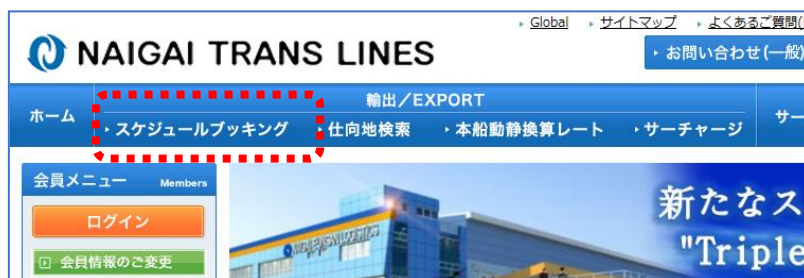 Global サイトマップ よくあるご質問(
NAIGAI TRANS LINES
お問い合わせ(一般)
ホーム
輸出/EXPORT
スケジュールブッキング 仕向地検索 本船動静換算レート サーチャージ
サー
会員メニュー Members
ログイン
会員情報のご変更
新たなス
"Triple